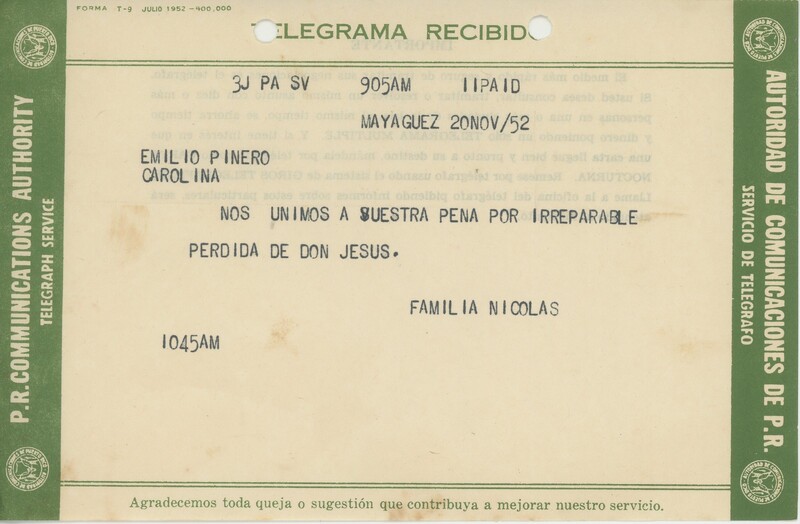 FORMA T-9 JULIO 1952-400,000
TELEGRAMA RECIBIDO
3J PA SV 905AM 11PAID
MAYAGUEZ 20NOV/52
EMILIO PINERO
CAROLINA
NOS UNIMOS A SUESTRA PENA POR IRREPARABLE
PERDIDA DE DON JESUS.
FAMILIA NICOLAS
1045AM
Agradecemos toda queja o sugestión que contribuya a mejorar nuestro servicio.
P.R. COMMUNICATIONS AUTHORITY
TELEGRAPH SERVICE
AUTORIDAD DE COMUNICACIONES DE P.R.
SERVICIO DE TELEGRAFO